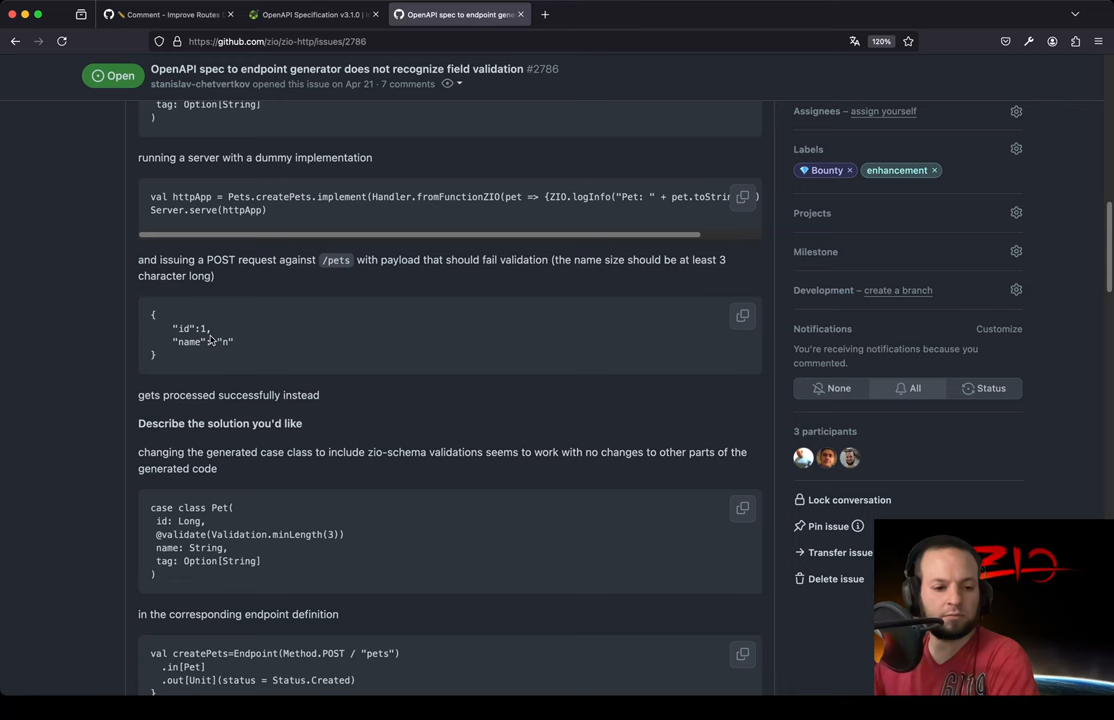 Comment - Improve Routes
OpenAPI Specification v3.1.0 | I
OpenAPI spec to endpoint gene
https://github.com/zio/zio-http/issues/2786
120%
Open
OpenAPI spec to endpoint generator does not recognize field validation #2786
stanislav-chetvertkov opened this issue on Apr 21 · 7 comments
tag: Option[String]
)
running a server with a dummy implementation
val httpApp = Pets.createPets.implement(Handler.fromFunctionZIO(pet => {ZIO.logInfo("Pet: " + pet.toStrin )
Server.serve(httpApp)
and issuing a POST request against /pets with payload that should fail validation (the name size should be at least 3
character long)
{
"id":1,
"name":"n"
}
gets processed successfully instead
Describe the solution you'd like
changing the generated case class to include zio-schema validations seems to work with no changes to other parts of the
generated code
case class Pet(
id: Long,
@validate(Validation.minLength(3))
name: String,
tag: Option[String]
)
in the corresponding endpoint definition
val createPets=Endpoint(Method.POST / "pets")
.in[Pet]
.out[Unit](status = Status.Created)
}
Assignees – assign yourself
Labels
Bounty × enhancement ×
Projects
Milestone
Development – create a branch
Notifications Customize
You're receiving notifications because you
commented.
None All Status
3 participants
Lock conversation
Pin issue
Transfer issue
Delete issue
ZIO